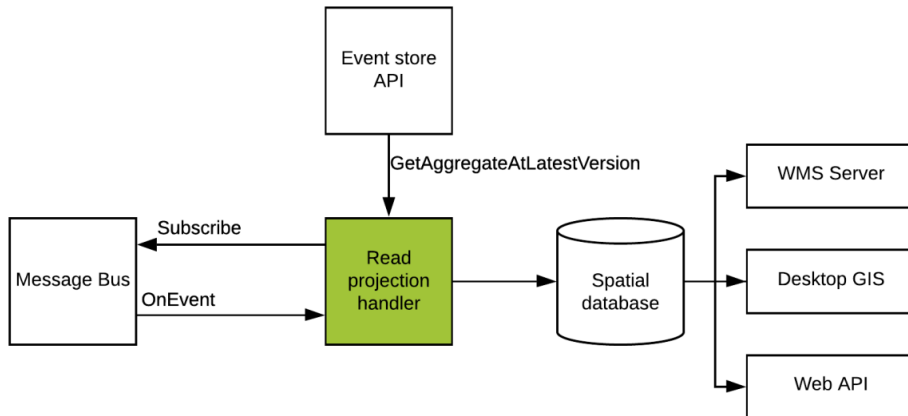 Event store
API
GetAggregateAtLatestVersion
WMS Server
Subscribe
Message Bus
OnEvent
Read
projection
handler
Spatial
database
Desktop GIS
Web API